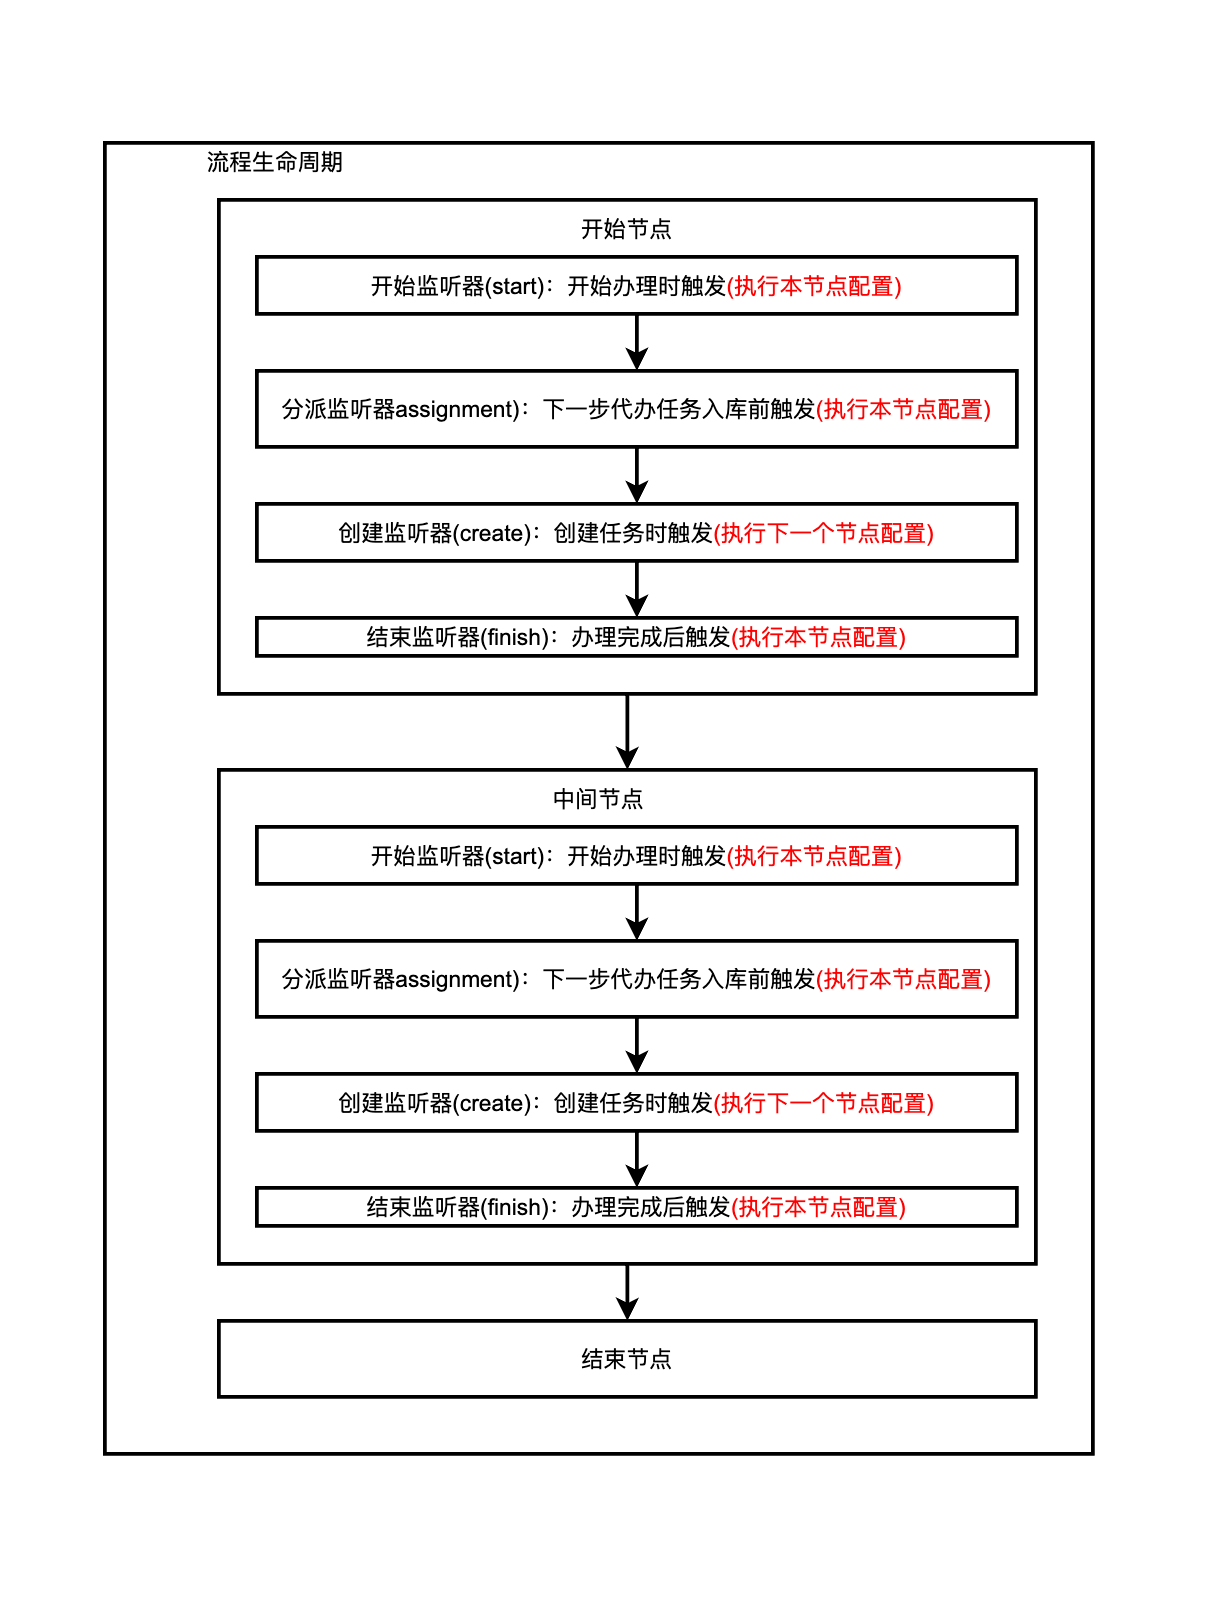 流程生命周期
开始节点
开始监听器(start)：开始办理时触发(执行本节点配置)
分派监听器assignment)：下一步代办任务入库前触发(执行本节点配置)
创建监听器(create)：创建任务时触发(执行下一个节点配置)
结束监听器(finish)：办理完成后触发(执行本节点配置)
中间节点
开始监听器(start)：开始办理时触发(执行本节点配置)
分派监听器assignment)：下一步代办任务入库前触发(执行本节点配置)
创建监听器(create)：创建任务时触发(执行下一个节点配置)
结束监听器(finish)：办理完成后触发(执行本节点配置)
结束节点